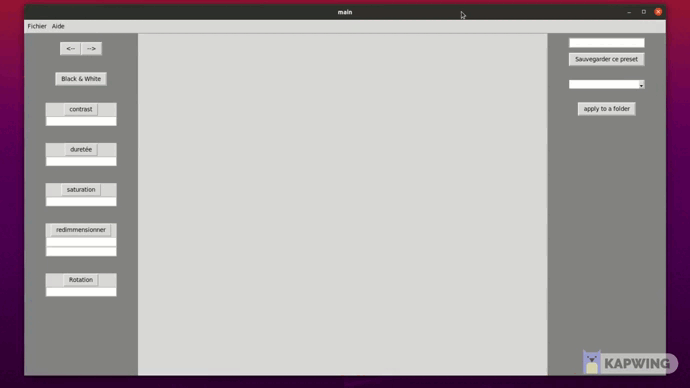 main
Fichier Aide
<-- -->
Black & White
contrast
duretée
saturation
redimmensionner
Rotation
Sauvegarder ce preset
apply to a folder
KAPWING